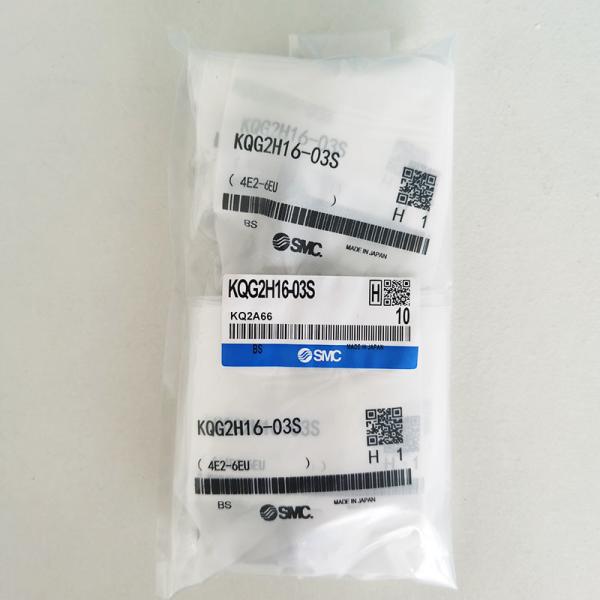 KQG2H16-03S
( 4E2-6EU )
H 1
BS
SMC.
MADE IN JAPAN
KQG2H16-03S
H
KQ2A66
10
BS
SMC
MADE IN JAPAN
KQG2H16-03S
( 4E2-6EU )
H 1
BS
SMC.
MADE IN JAPAN